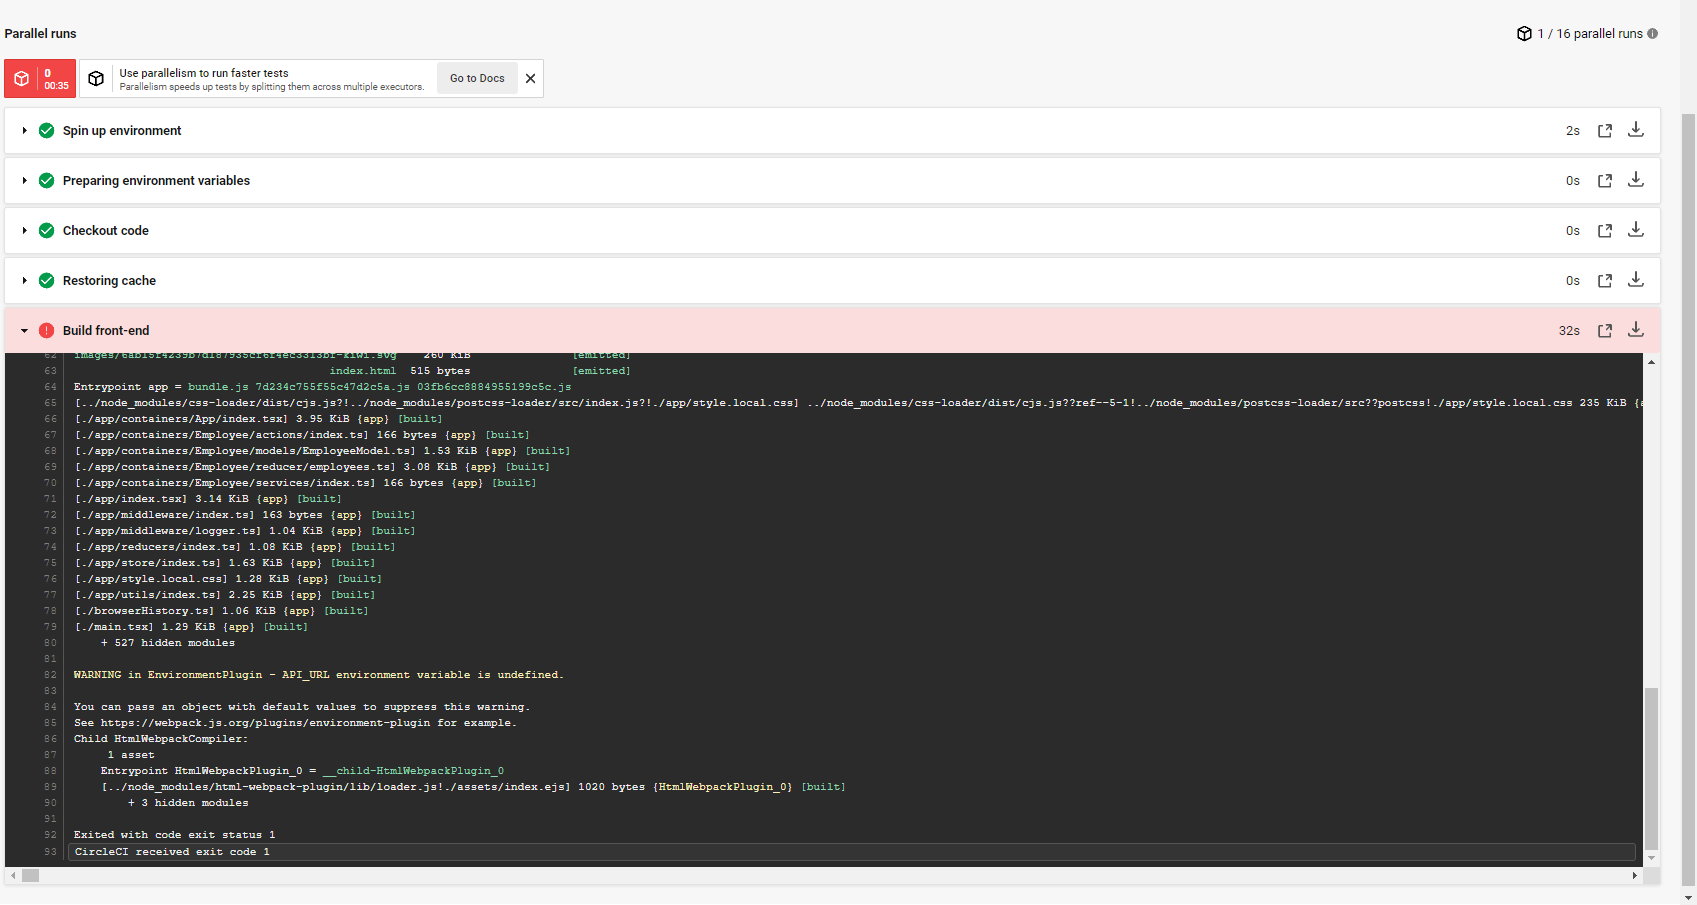 Parallel runs
1 / 16 parallel runs
0
00:35
Use parallelism to run faster tests
Parallelism speeds up tests by splitting them across multiple executors.
Go to Docs
Spin up environment 2s
Preparing environment variables 0s
Checkout code 0s
Restoring cache 0s
Build front-end 32s
62 260 KiB [emitted]
63 index.html 515 bytes [emitted]
64 Entrypoint app = bundle.js 7d234c755f55c47d2c5a.js 03fb6cc8884955199c5c.js
65 [../node_modules/css-loader/dist/cjs.js?!../node_modules/postcss-loader/src/index.js?!./app/style.local.css] ../node_modules/css-loader/dist/cjs.js??ref--5-1!../node_modules/postcss-loader/src??postcss!./app/style.local.css 235 KiB
66 [./app/containers/App/index.tsx] 3.95 KiB {app} [built]
67 [./app/containers/Employee/actions/index.ts] 166 bytes {app} [built]
68 [./app/containers/Employee/models/EmployeeModel.ts] 1.53 KiB {app} [built]
69 [./app/containers/Employee/reducer/employees.ts] 3.08 KiB {app} [built]
70 [./app/containers/Employee/services/index.ts] 166 bytes {app} [built]
71 [./app/index.tsx] 3.14 KiB {app} [built]
72 [./app/middleware/index.ts] 163 bytes {app} [built]
73 [./app/middleware/logger.ts] 1.04 KiB {app} [built]
74 [./app/reducers/index.ts] 1.08 KiB {app} [built]
75 [./app/store/index.ts] 1.63 KiB {app} [built]
76 [./app/style.local.css] 1.28 KiB {app} [built]
77 [./app/utils/index.ts] 2.25 KiB {app} [built]
78 [./browserHistory.ts] 1.06 KiB {app} [built]
79 [./main.tsx] 1.29 KiB {app} [built]
80 + 527 hidden modules
81
82 WARNING in EnvironmentPlugin - API_URL environment variable is undefined.
83
84 You can pass an object with default values to suppress this warning.
85 See https://webpack.js.org/plugins/environment-plugin for example.
86 Child HtmlWebpackCompiler:
87 1 asset
88 Entrypoint HtmlWebpackPlugin_0 = __child-HtmlWebpackPlugin_0
89 [../node_modules/html-webpack-plugin/lib/loader.js!./assets/index.ejs] 1020 bytes {HtmlWebpackPlugin_0} [built]
90 + 3 hidden modules
91
92 Exited with code exit status 1
93 CircleCI received exit code 1